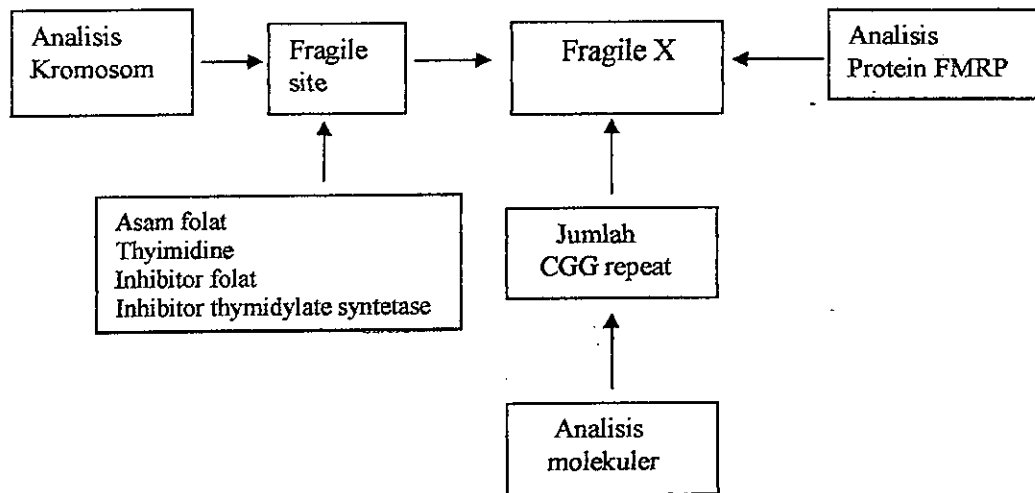 Analisis
Kromosom
Fragile
site
Fragile X
Analisis
Protein FMRP
Asam folat
Thyimidine
Inhibitor folat
Inhibitor thymidylate syntetase
Jumlah
CGG repeat
Analisis
molekuler